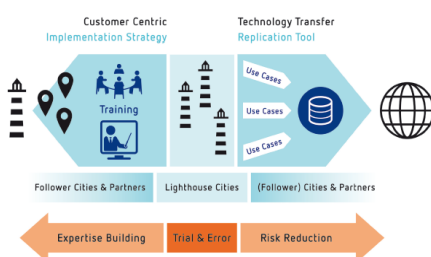 Customer Centric
Implementation Strategy
Technology Transfer
Replication Tool
Training
Use Cases
Use Cases
Use Cases
Follower Cities & Partners
Lighthouse Cities
(Follower) Cities & Partners
Expertise Building
Trial & Error
Risk Reduction